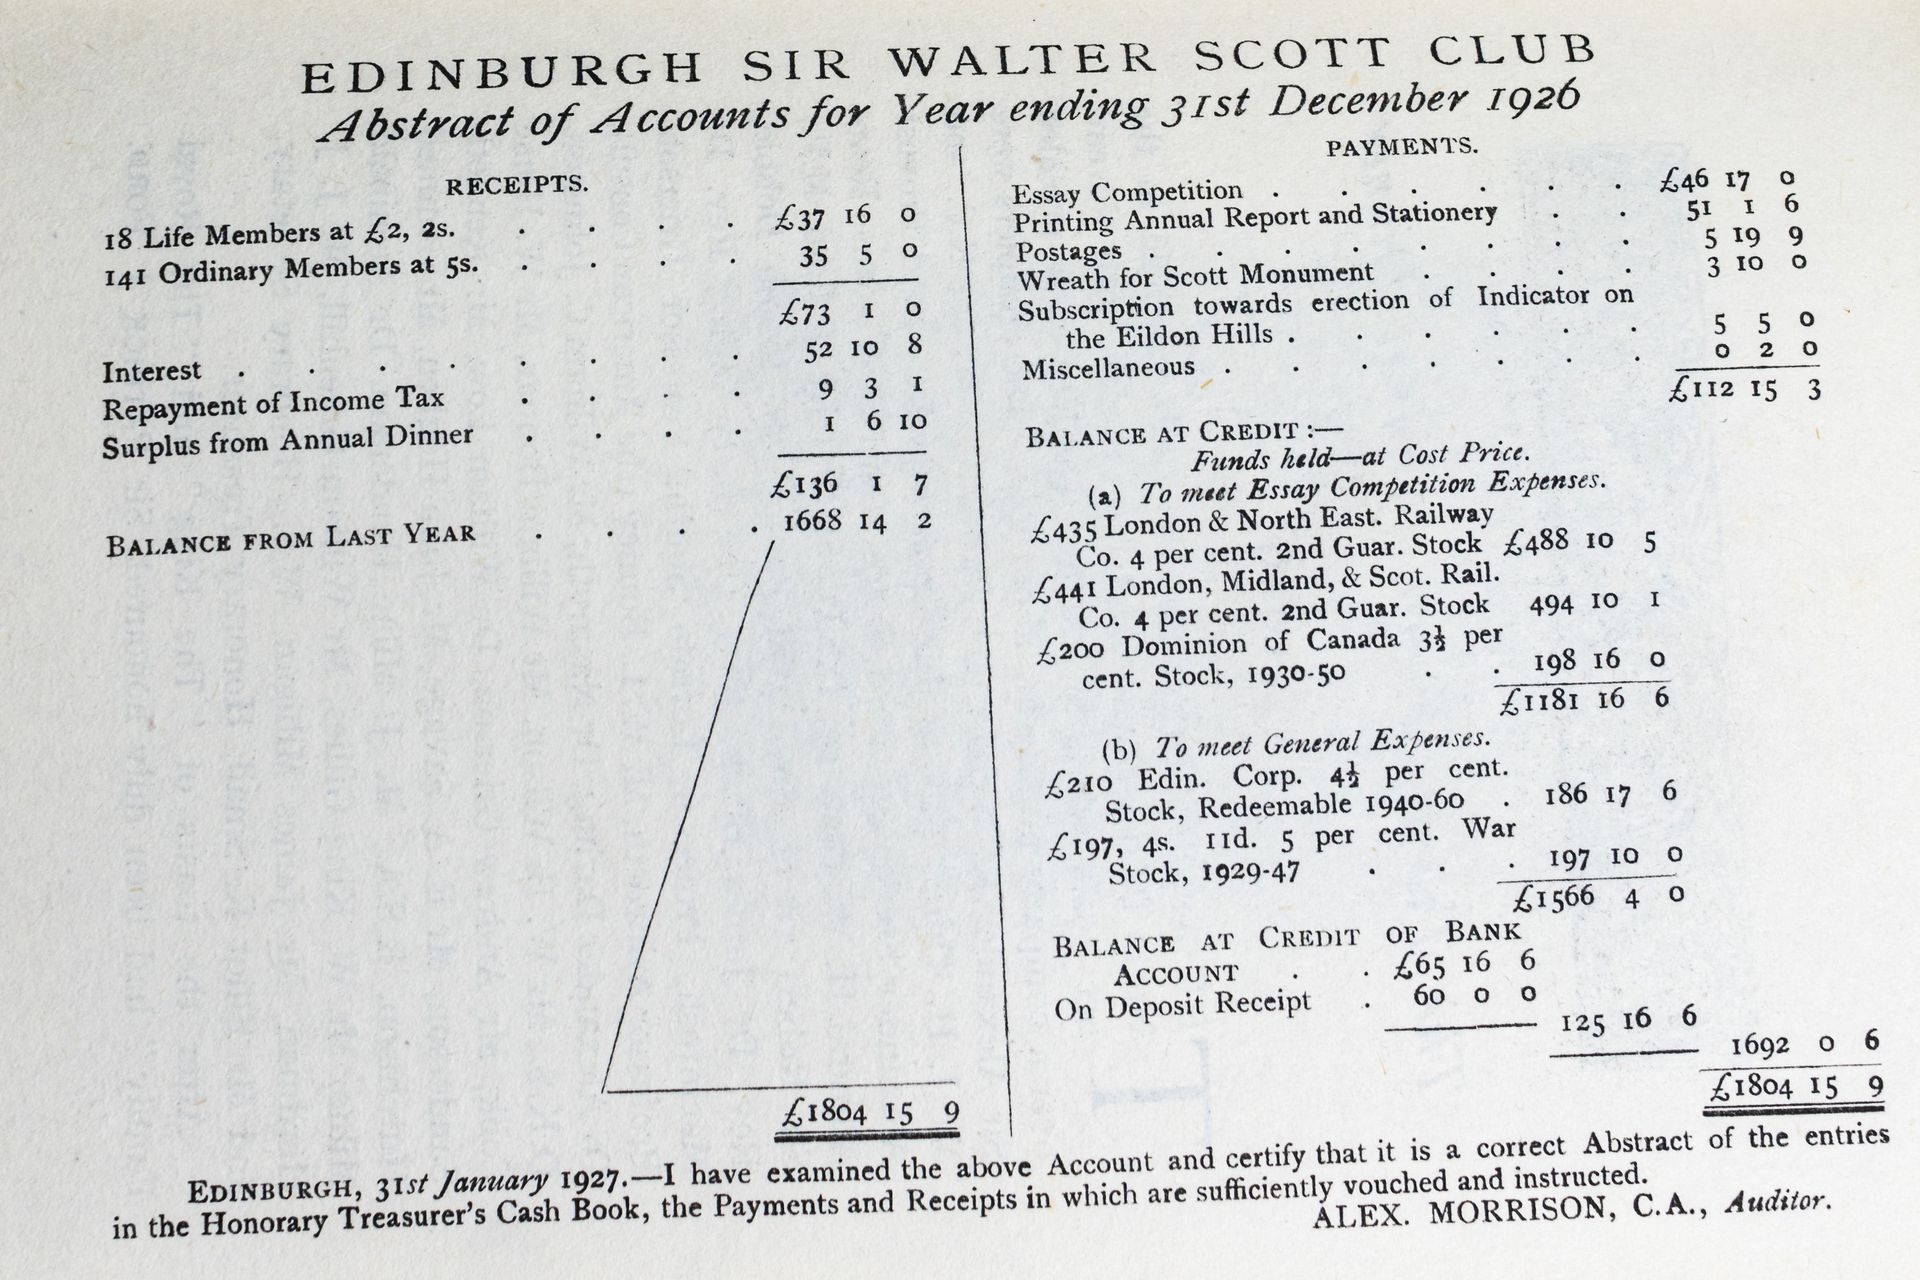 EDINBURGH SIR WALTER SCOTT CLUB
Abstract of Accounts for Year ending 31st December 1926
RECEIPTS.
18 Life Members at £2, 2s. . . . . £37 16 0
141 Ordinary Members at 5s. . . . . 35 5 0
£73 1 0
Interest . . . . . . . . 52 10 8
Repayment of Income Tax . . . . 9 3 1
Surplus from Annual Dinner . . . . 1 6 10
£136 1 7
BALANCE FROM LAST YEAR . . . . 1668 14 2
£1804 15 9
PAYMENTS.
Essay Competition . . . . . . £46 17 0
Printing Annual Report and Stationery . . 51 1 6
Postages . . . . . . . . 5 19 9
Wreath for Scott Monument . . . . 3 10 0
Subscription towards erection of Indicator on
the Eildon Hills . . . . . . 5 5 0
Miscellaneous . . . . . . . 0 2 0
£112 15 3
BALANCE AT CREDIT :—
Funds held—at Cost Price.
(a) To meet Essay Competition Expenses.
£435 London & North East. Railway
Co. 4 per cent. 2nd Guar. Stock £488 10 5
£441 London, Midland, & Scot. Rail.
Co. 4 per cent. 2nd Guar. Stock 494 10 1
£200 Dominion of Canada 3½ per
cent. Stock, 1930-50 . . 198 16 0
£1181 16 6
(b) To meet General Expenses.
£210 Edin. Corp. 4½ per cent.
Stock, Redeemable 1940-60 . 186 17 6
£197, 4s. 11d. 5 per cent. War
Stock, 1929-47 . . . 197 10 0
£1566 4 0
BALANCE AT CREDIT OF BANK
ACCOUNT . . £65 16 6
On Deposit Receipt . 60 0 0
125 16 6
1692 0 6
£1804 15 9
EDINBURGH, 31st January 1927.—I have examined the above Account and certify that it is a correct Abstract of the entries
in the Honorary Treasurer's Cash Book, the Payments and Receipts in which are sufficiently vouched and instructed.
ALEX. MORRISON, C.A., Auditor.